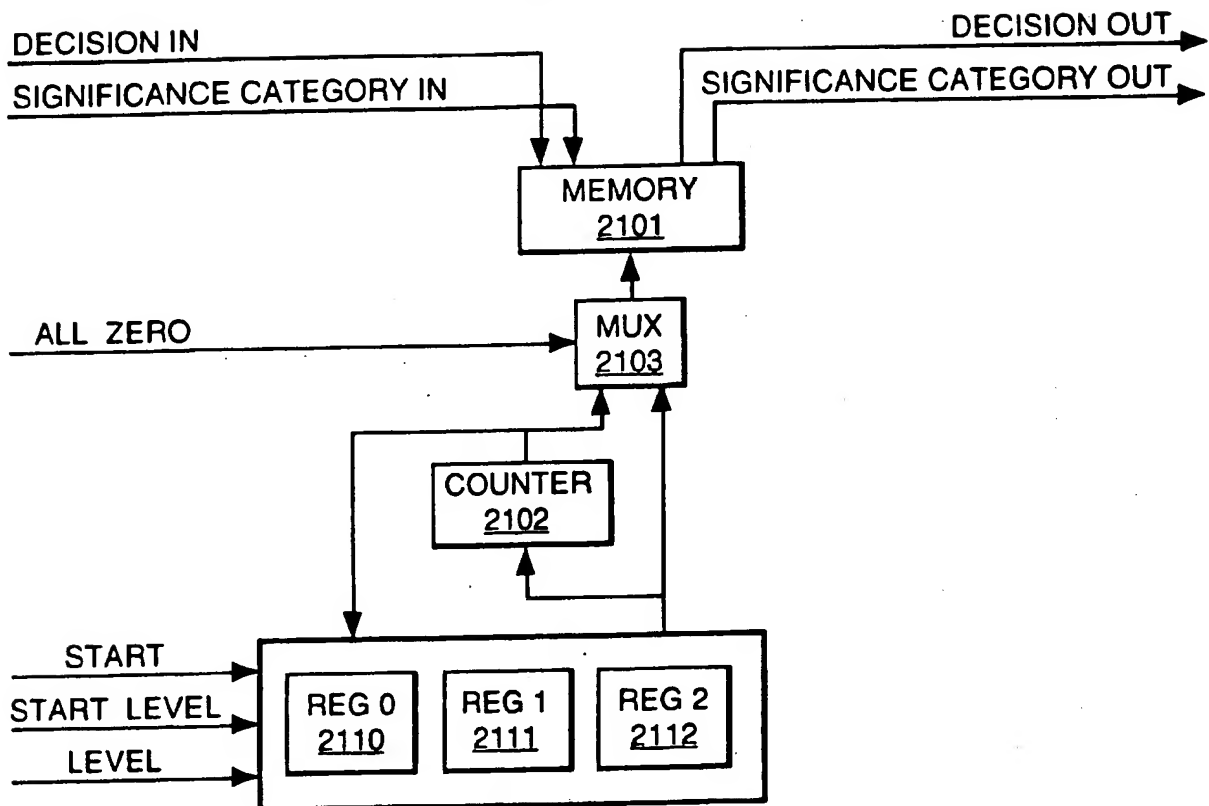 DECISION IN
DECISION OUT
SIGNIFICANCE CATEGORY IN
SIGNIFICANCE CATEGORY OUT
MEMORY
2101
ALL ZERO
MUX
2103
COUNTER
2102
START
START LEVEL
LEVEL
REG 0
2110
REG 1
2111
REG 2
2112